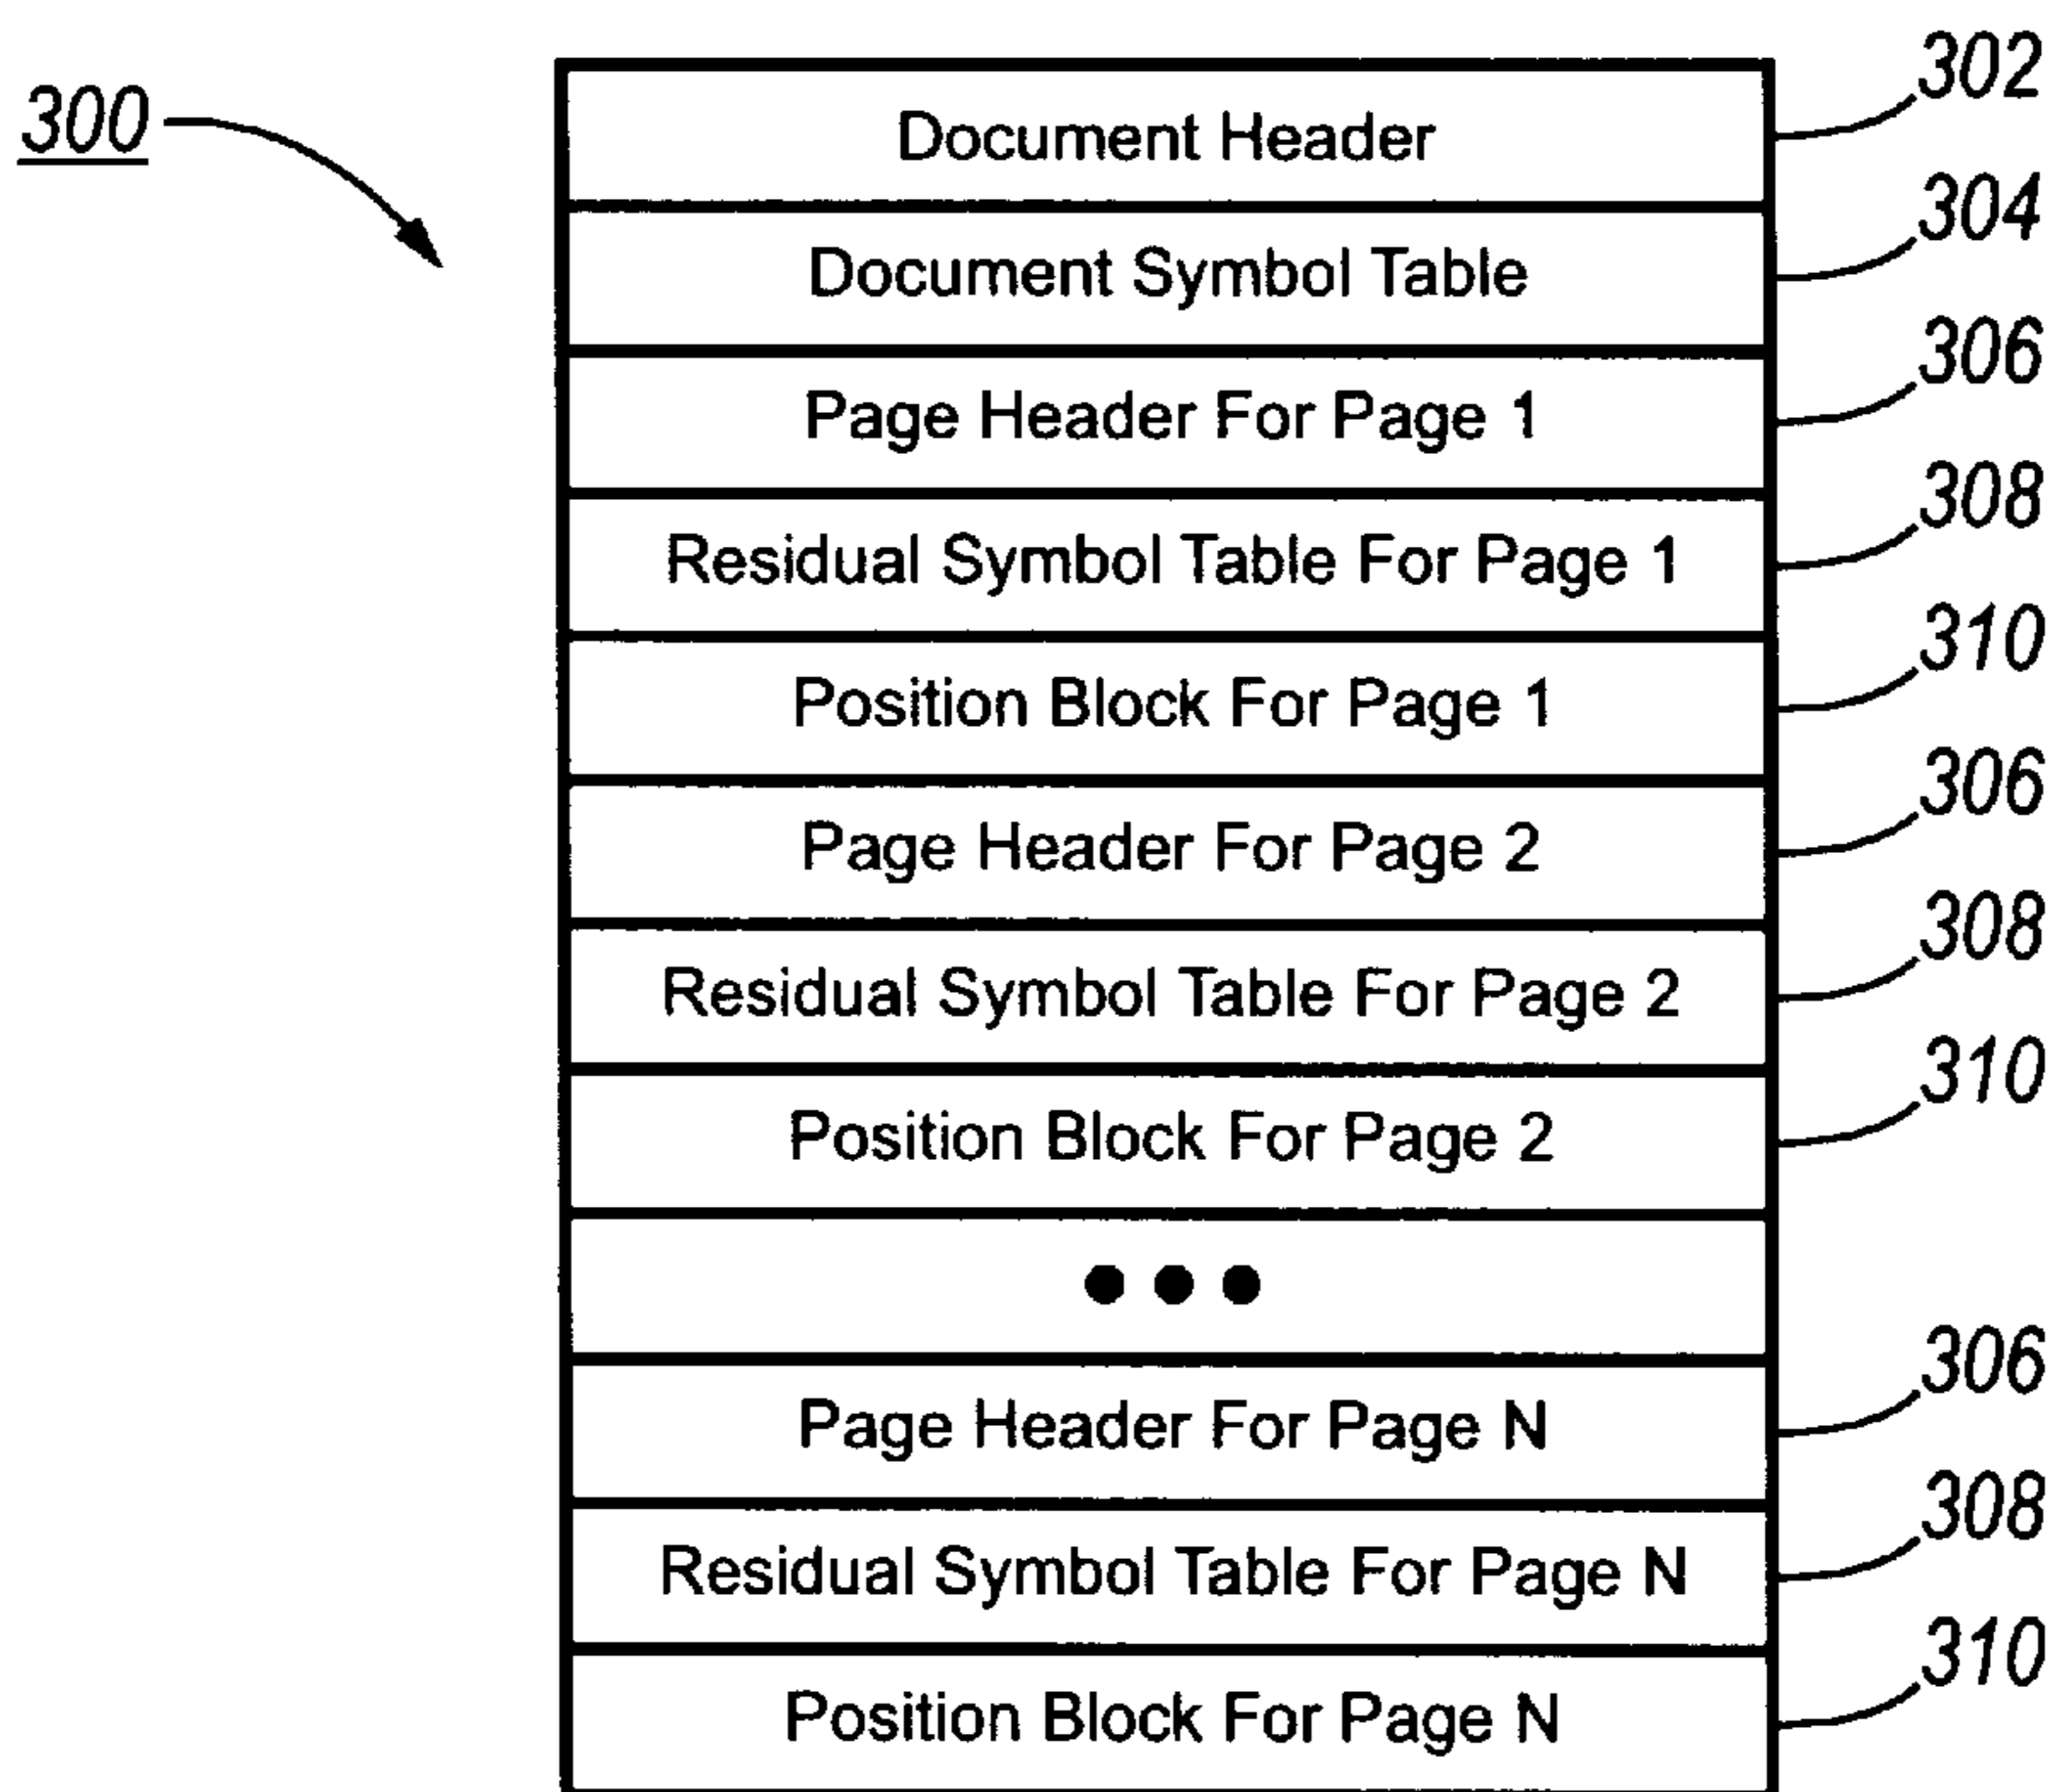 302
300
Document Header
304
Document Symbol Table
306
Page Header For Page 1
308
Residual Symbol Table For Page 1
310
Position Block For Page 1
306
Page Header For Page 2
308
Residual Symbol Table For Page 2
310
Position Block For Page 2
•••
306
Page Header For Page N
308
Residual Symbol Table For Page N
310
Position Block For Page N